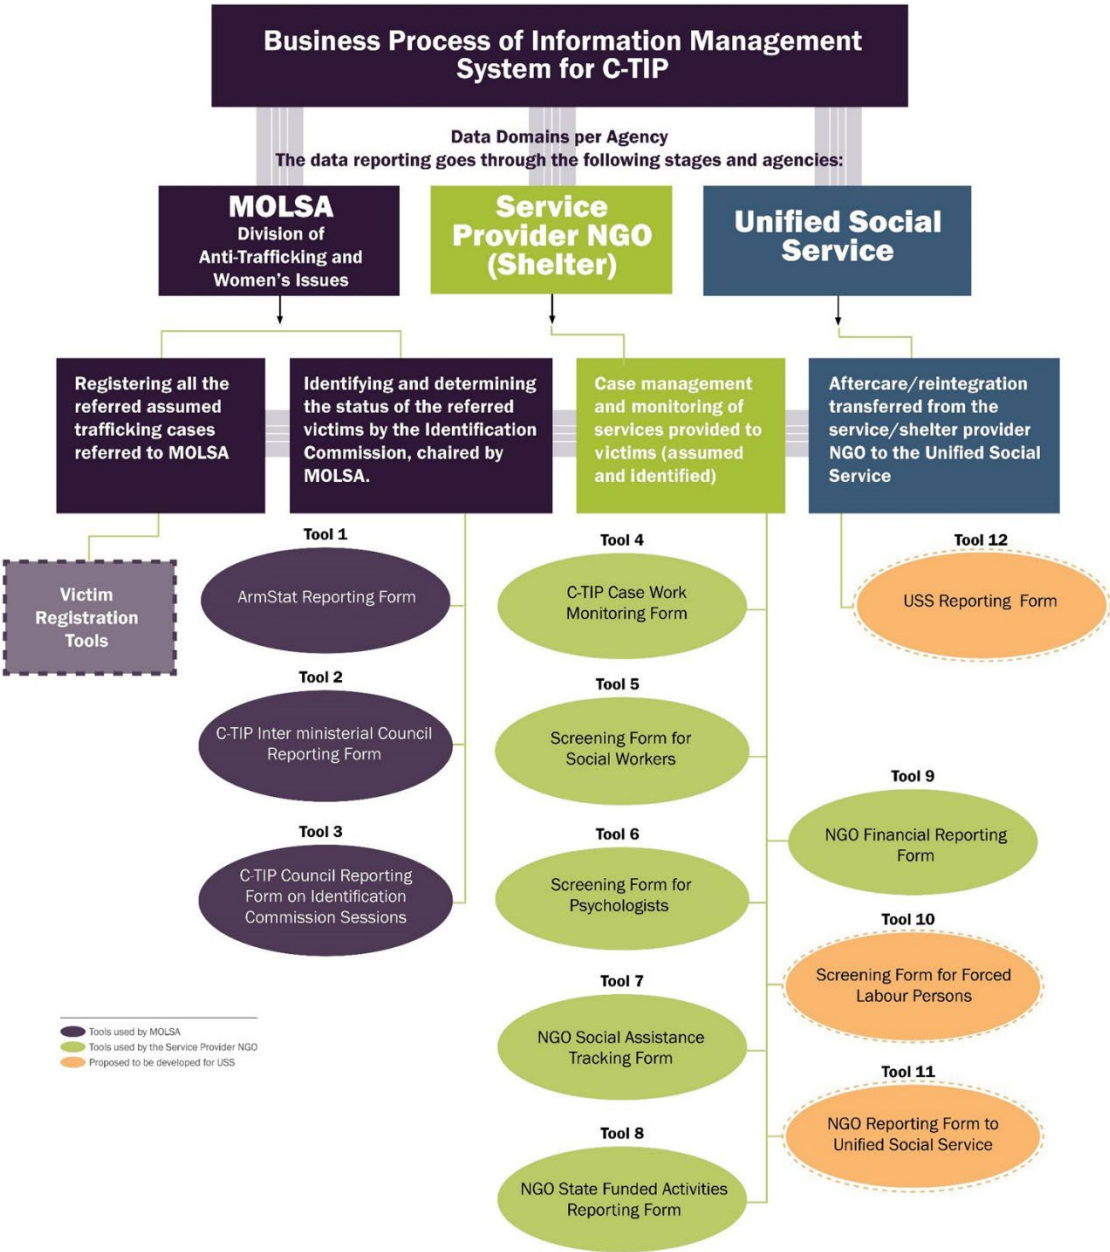 Business Process of Information Management
System for C-TIP
Data Domains per Agency
The data reporting goes through the following stages and agencies:
MOLSA
Division of
Anti-Trafficking and
Women's Issues
Service
Provider NGO
(Shelter)
Unified Social
Service
Registering all the
referred assumed
trafficking cases
referred to MOLSA
Identifying and determining
the status of the referred
victims by the Identification
Commission, chaired by
MOLSA.
Case management
and monitoring of
services provided to
victims (assumed
and identified)
Aftercare/reintegration
transferred from the
service/shelter provider
NGO to the Unified Social
Service
Victim
Registration
Tools
Tool 1
ArmStat Reporting Form
Tool 2
C-TIP Inter ministerial Council
Reporting Form
Tool 3
C-TIP Council Reporting
Form on Identification
Commission Sessions
Tool 4
C-TIP Case Work
Monitoring Form
Tool 5
Screening Form for
Social Workers
Tool 6
Screening Form for
Psychologists
Tool 7
NGO Social Assistance
Tracking Form
Tool 8
NGO State Funded Activities
Reporting Form
Tool 9
NGO Financial Reporting
Form
Tool 10
Screening Form for Forced
Labour Persons
Tool 11
NGO Reporting Form to
Unified Social Service
Tool 12
USS Reporting Form
Tools used by MOLSA
Tools used by the Service Provider NGO
Proposed to be developed for USS